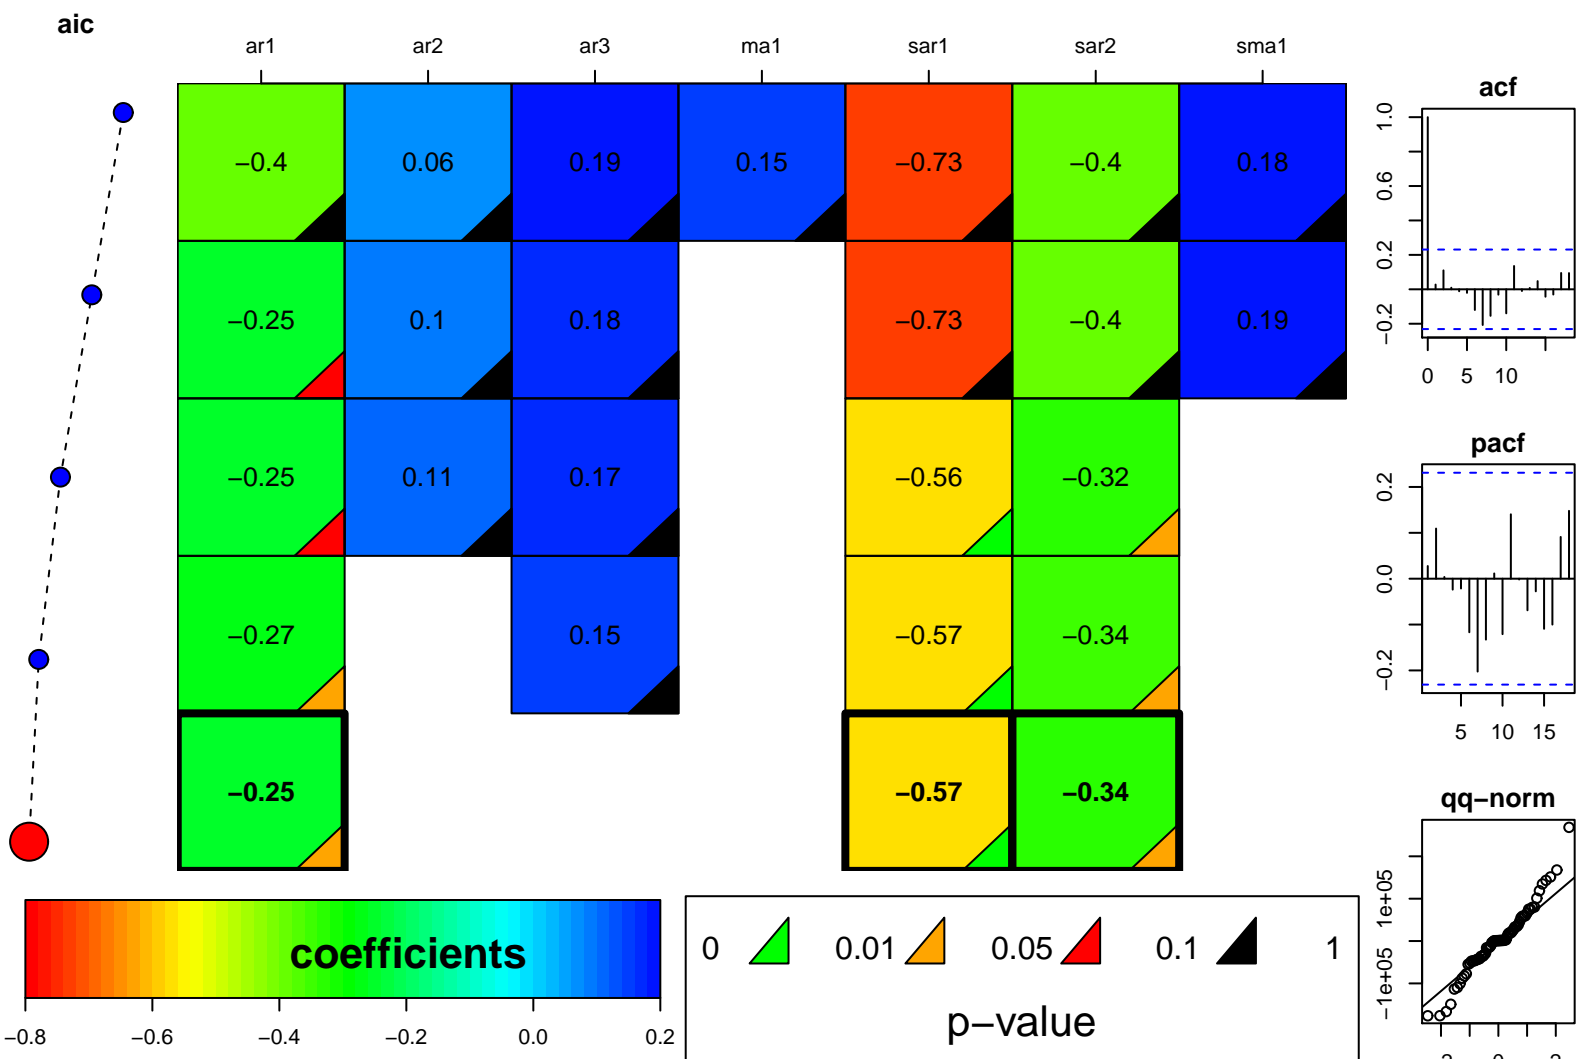 aic
ar1 ar2 ar3 ma1 sar1 sar2 sma1
−0.4 0.06 0.19 0.15 −0.73 −0.4 0.18
−0.25 0.1 0.18 −0.73 −0.4 0.19
−0.25 0.11 0.17 −0.56 −0.32
−0.27 0.15 −0.57 −0.34
−0.25 −0.57 −0.34
coefficients
−0.8 −0.6 −0.4 −0.2 0.0 0.2
0 0.01 0.05 0.1 1
p−value
acf
1.0
0.6
0.2
−0.2
0 5 10
pacf
0.2
0.0
−0.2
5 10 15
qq−norm
1e+05
−1e+05